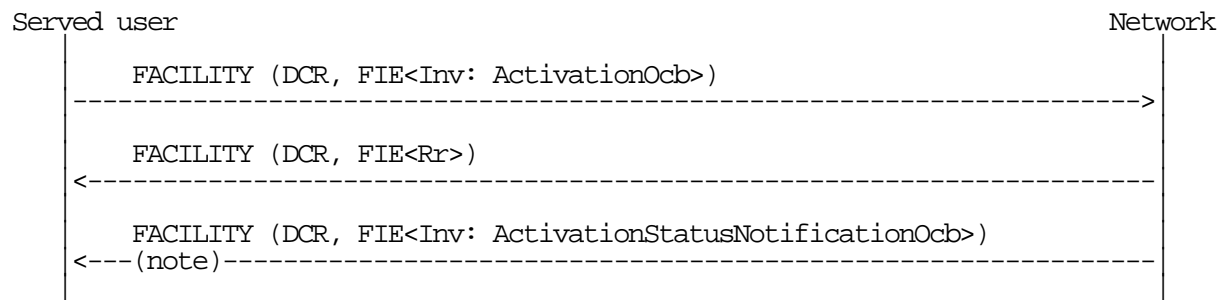 Served user Network
FACILITY (DCR, FIE<Inv: ActivationOcb>)
FACILITY (DCR, FIE<Rr>)
FACILITY (DCR, FIE<Inv: ActivationStatusNotificationOcb>)
(note)